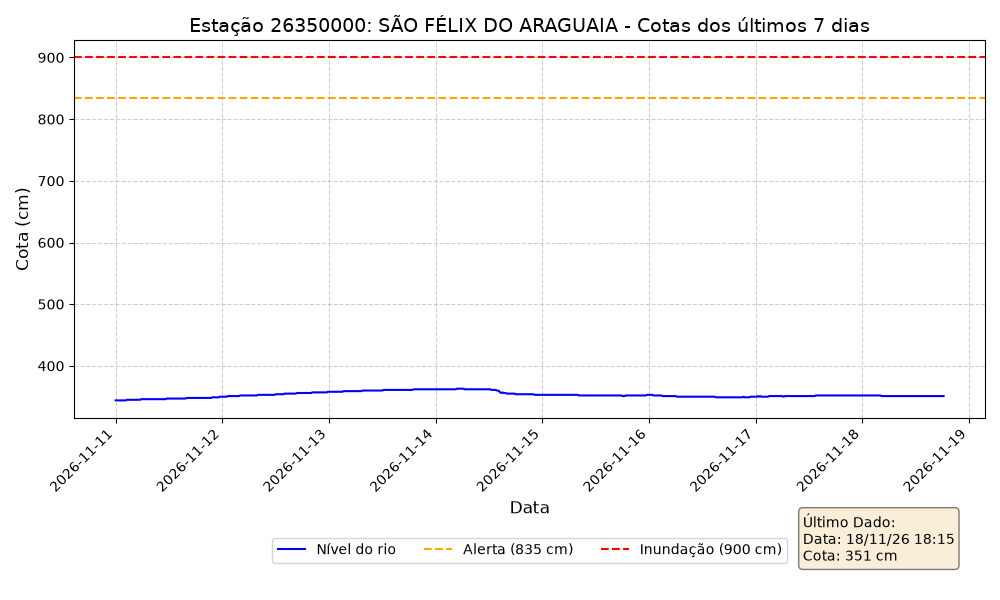 Estação 26350000: SÃO FÉLIX DO ARAGUAIA - Cotas dos últimos 7 dias
Cota (cm)
900
800
700
600
500
400
2026-11-11
2026-11-12
2026-11-13
2026-11-14
2026-11-15
2026-11-16
2026-11-17
2026-11-18
2026-11-19
Data
Nível do rio
Alerta (835 cm)
Inundação (900 cm)
Último Dado:
Data: 18/11/26 18:15
Cota: 351 cm